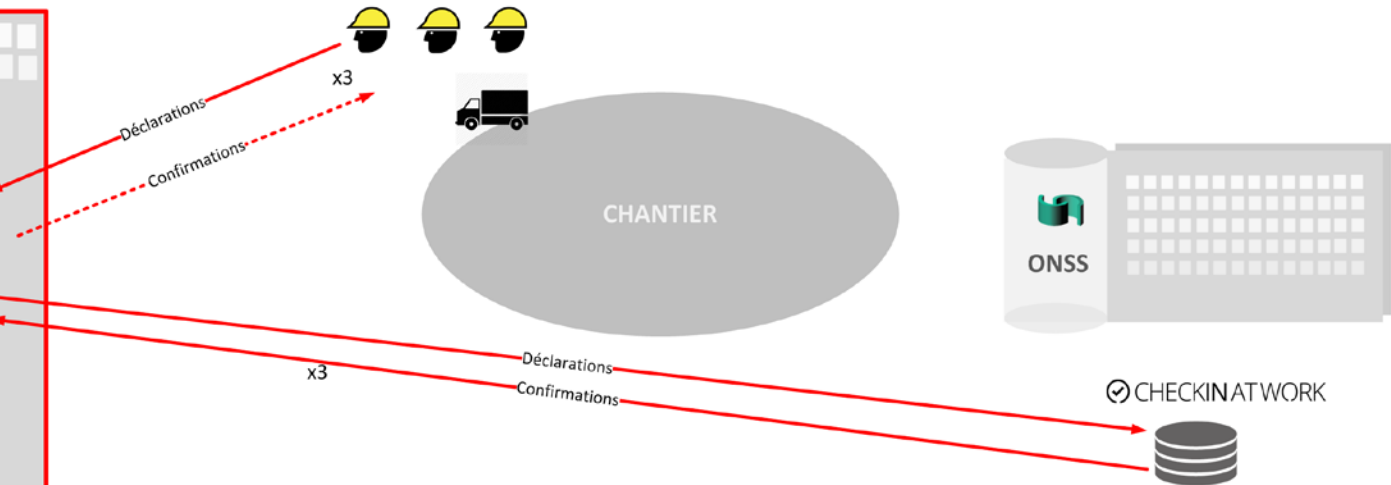 x3
Déclarations
Confirmations
CHANTIER
ONSS
Déclarations
x3
Confirmations
CHECKINATWORK